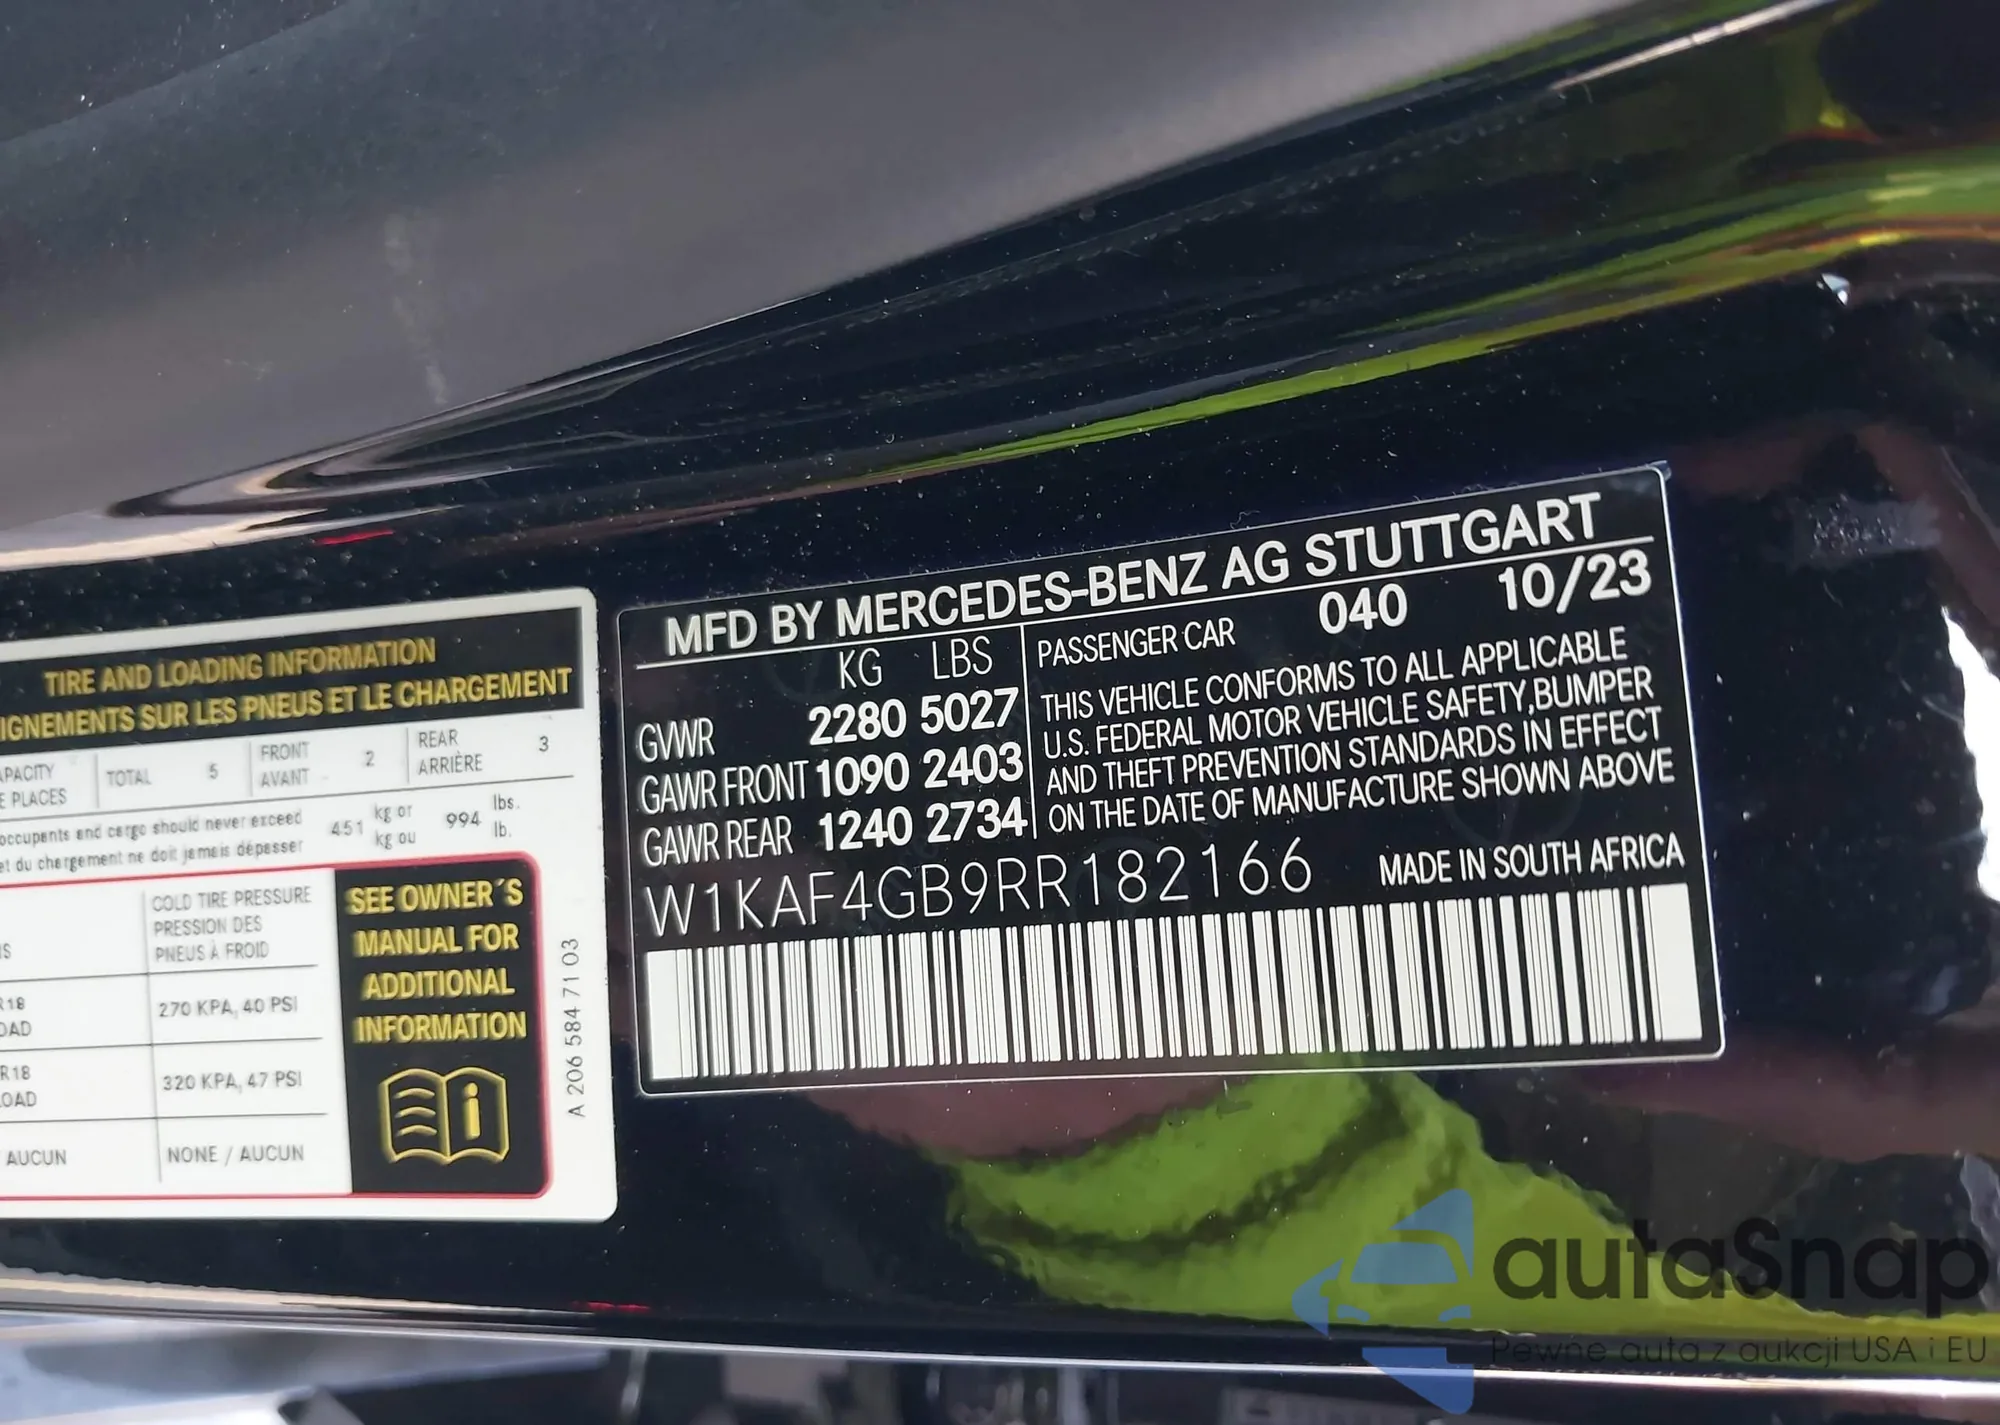 TIRE AND LOADING INFORMATION
IGNEMENTS SUR LES PNEUS ET LE CHARGEMENT
APACITY
E PLACES
TOTAL 5
FRONT
AVANT
2
REAR
ARRIÈRE
3
occupants and cargo should never exceed
et du chargement ne doit jamais dépasser
451
kg or
kg ou
994
lbs.
lb.
COLD TIRE PRESSURE
PRESSION DES
PNEUS À FROID
R18
OAD
270 KPA, 40 PSI
R18
OAD
320 KPA, 47 PSI
AUCUN
NONE / AUCUN
SEE OWNER´S
MANUAL FOR
ADDITIONAL
INFORMATION
A 206 584 71 03
MFD BY MERCEDES-BENZ AG STUTTGART
KG LBS
GVWR 2280 5027
GAWR FRONT 1090 2403
GAWR REAR 1240 2734
PASSENGER CAR 040 10/23
THIS VEHICLE CONFORMS TO ALL APPLICABLE
U.S. FEDERAL MOTOR VEHICLE SAFETY,BUMPER
AND THEFT PREVENTION STANDARDS IN EFFECT
ON THE DATE OF MANUFACTURE SHOWN ABOVE
W1KAF4GB9RR182166
MADE IN SOUTH AFRICA
autaSnap
Pewne auta z aukcji USA i EU